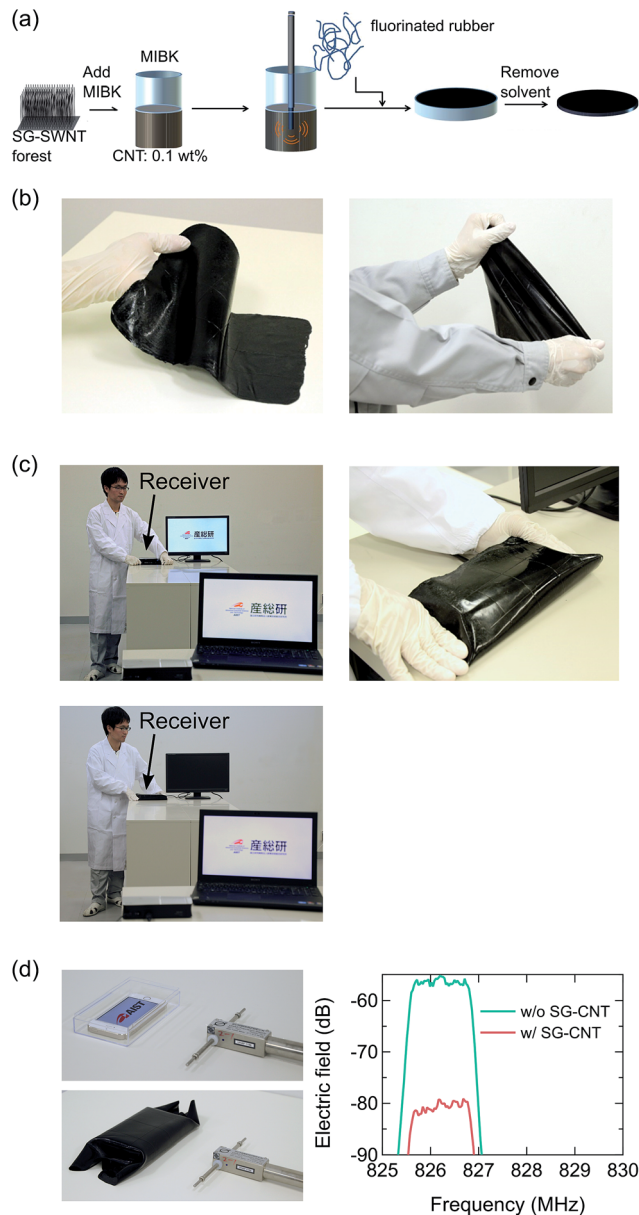 (a)
MIBK
fluorinated rubber
Add
MIBK
Remove
solvent
SG-SWNT
forest
CNT: 0.1 wt%
(b)
(c)
Receiver
産総研
産総研
Receiver
産総研
(d)
AIST
w/o SG-CNT
w/ SG-CNT
Electric field (dB)
-60
-70
-80
-90
825
826
827
828
829
830
Frequency (MHz)